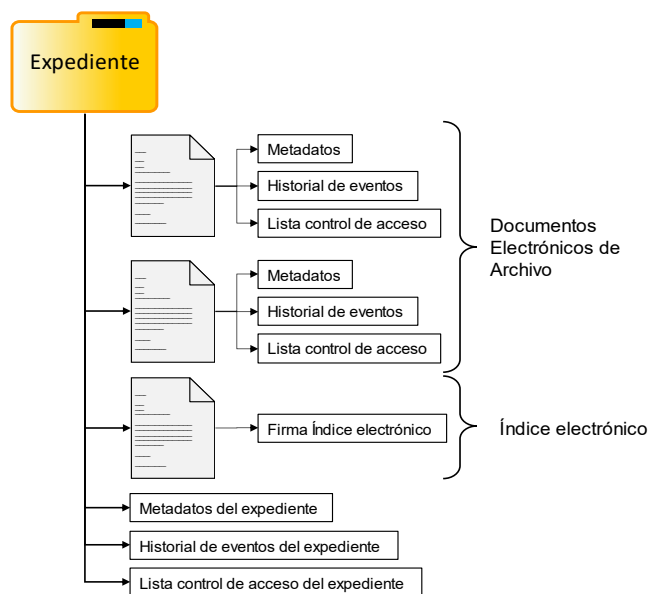 Expediente
Metadatos
Historial de eventos
Lista control de acceso
Documentos
Electrónicos de
Archivo
Metadatos
Historial de eventos
Lista control de acceso
Firma Índice electrónico
Índice electrónico
Metadatos del expediente
Historial de eventos del expediente
Lista control de acceso del expediente